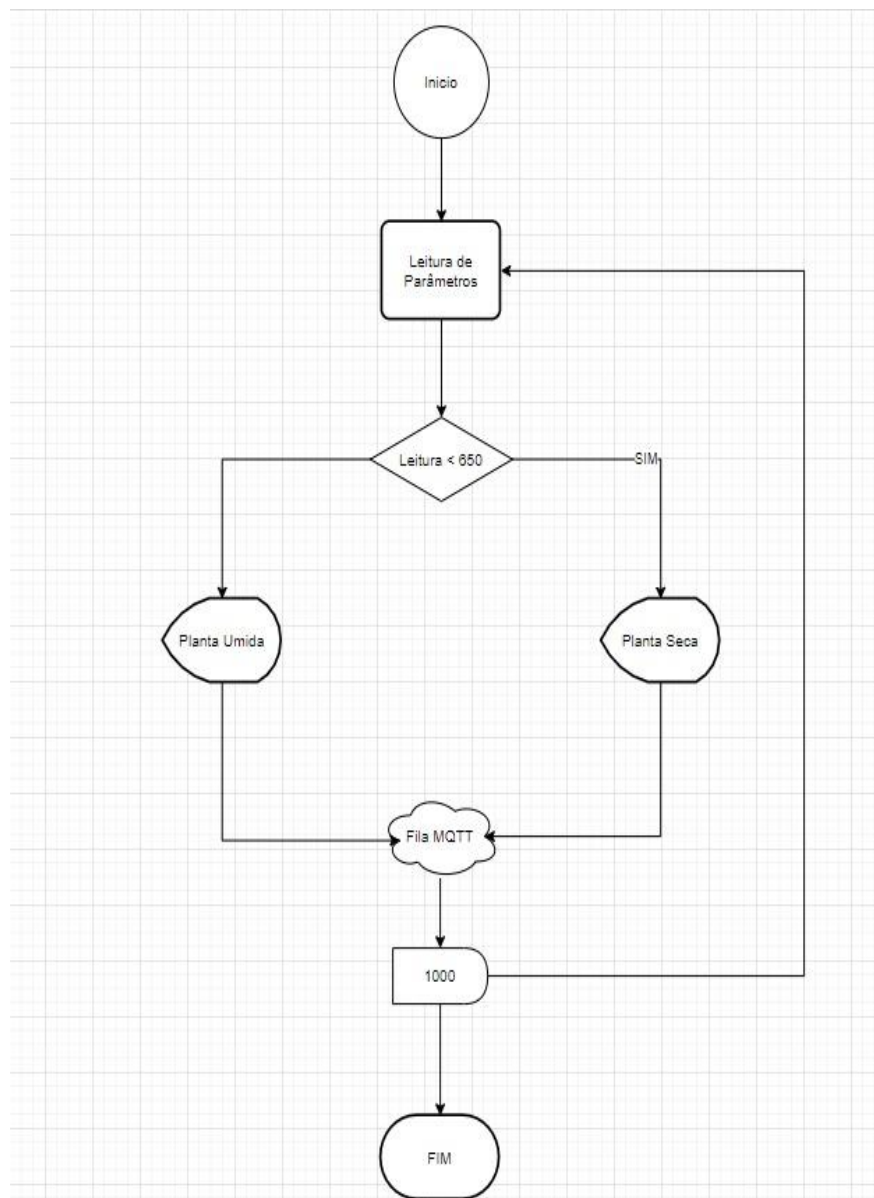 Inicio
Leitura de
Parâmetros
Leitura < 650
SIM
Planta Umida
Planta Seca
Fila MQTT
1000
FIM